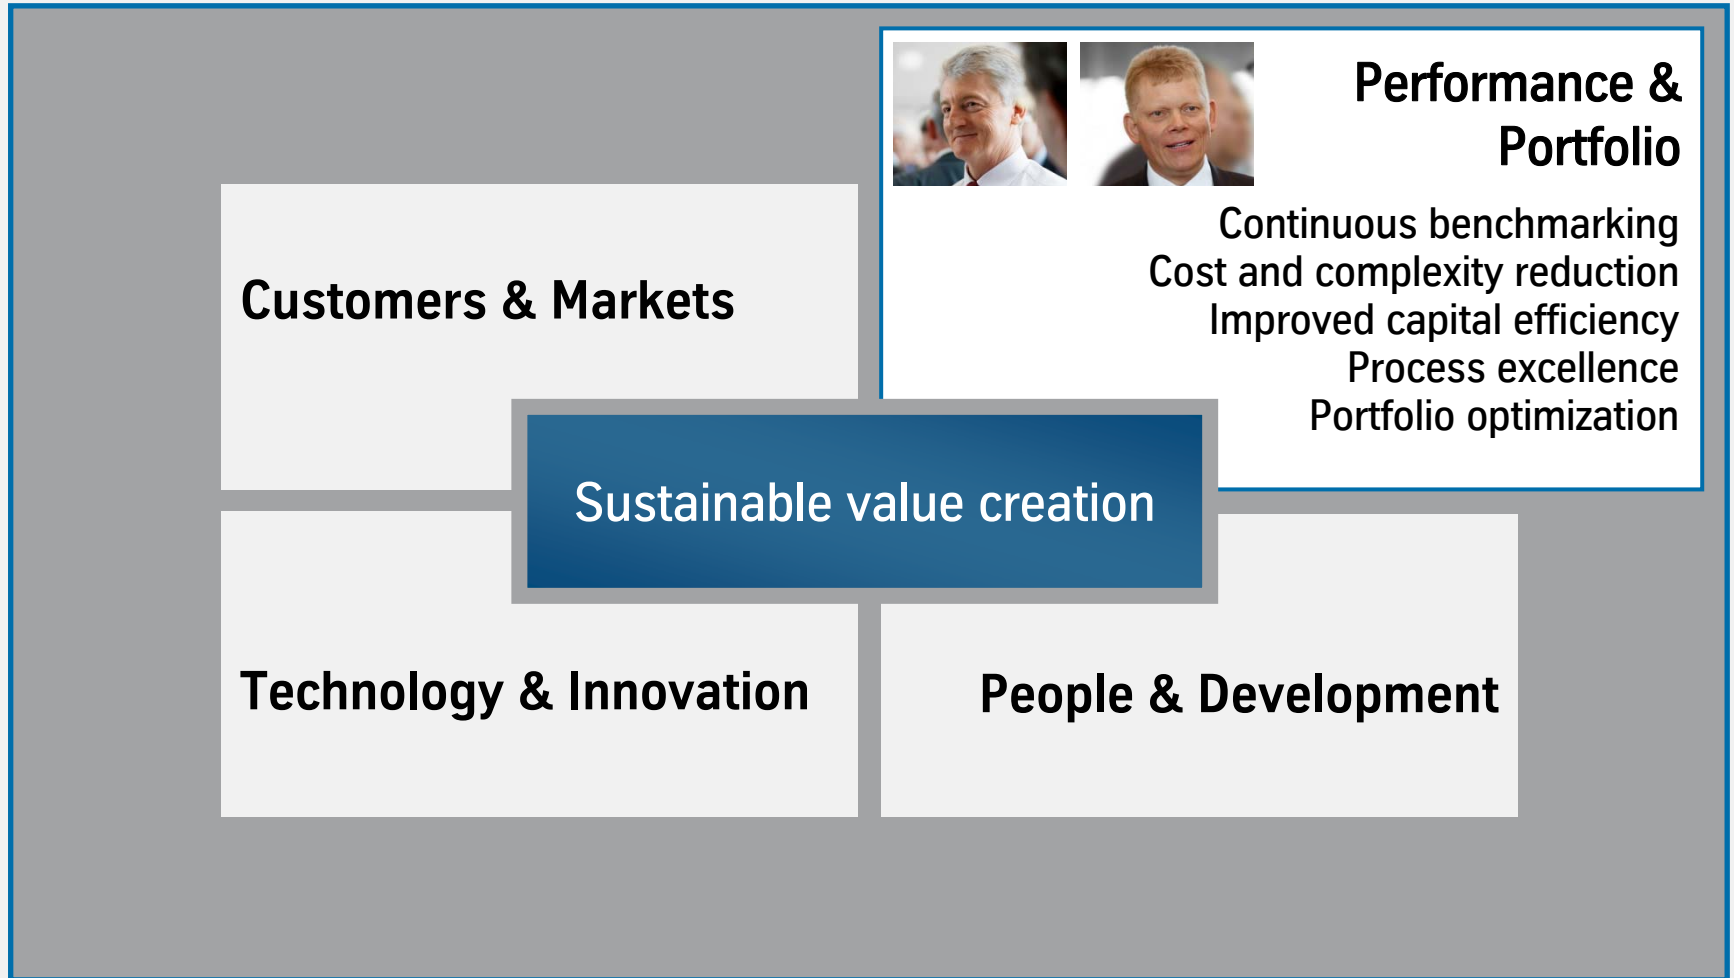 Performance &
Portfolio
Continuous benchmarking
Cost and complexity reduction
Improved capital efficiency
Process excellence
Portfolio optimization
Customers & Markets
Sustainable value creation
Technology & Innovation
People & Development